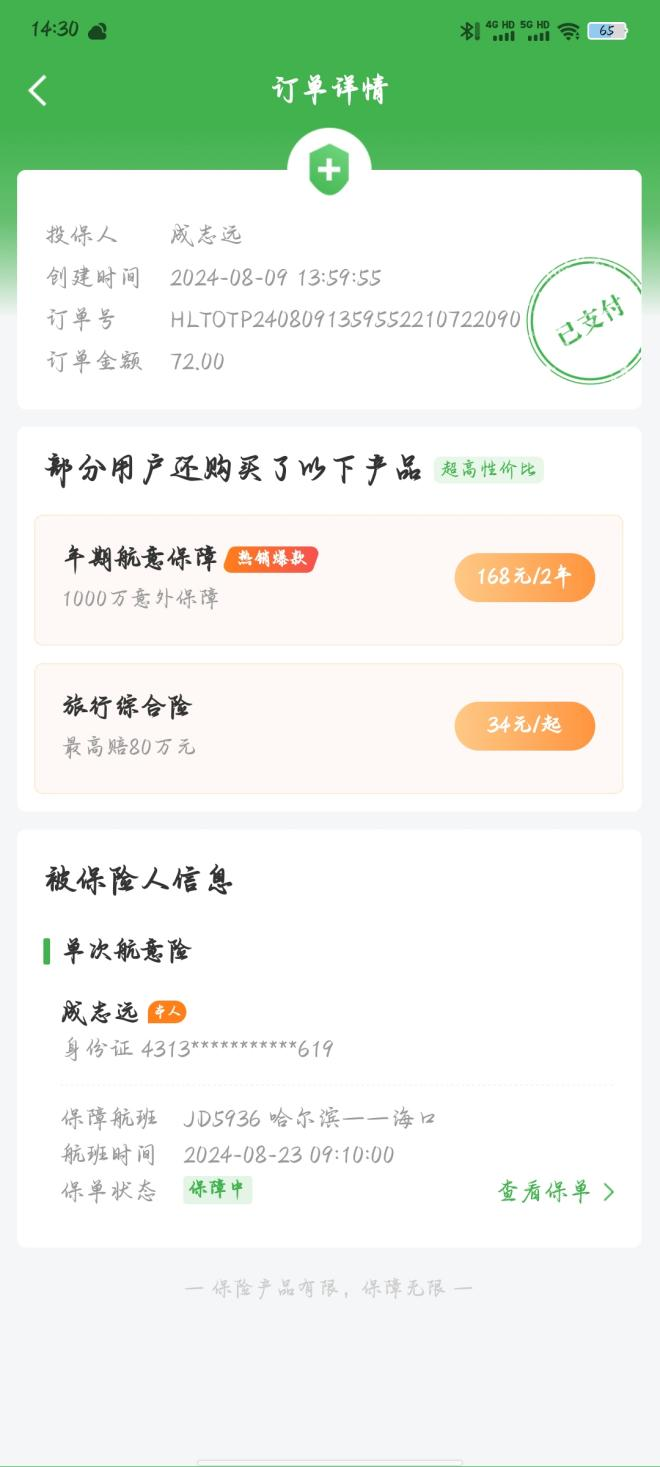 14:30
4G HD 5G HD 65
订单详情
投保人 成志远
创建时间 2024-08-09 13:59:55
订单号 HLTOTP2408091359552210722090
已支付
订单金额 72.00
部分用户还购买了以下产品 超高性价比
年期航意保障 热销爆款
168元/2年
1000万意外保障
旅行综合险
34元/起
最高赔80万元
被保险人信息
单次航意险
成志远 本人
身份证 4313***********619
保障航班 JD5936 哈尔滨——海口
航班时间 2024-08-23 09:10:00
保单状态 保障中 查看保单
— 保险产品有限，保障无限 —